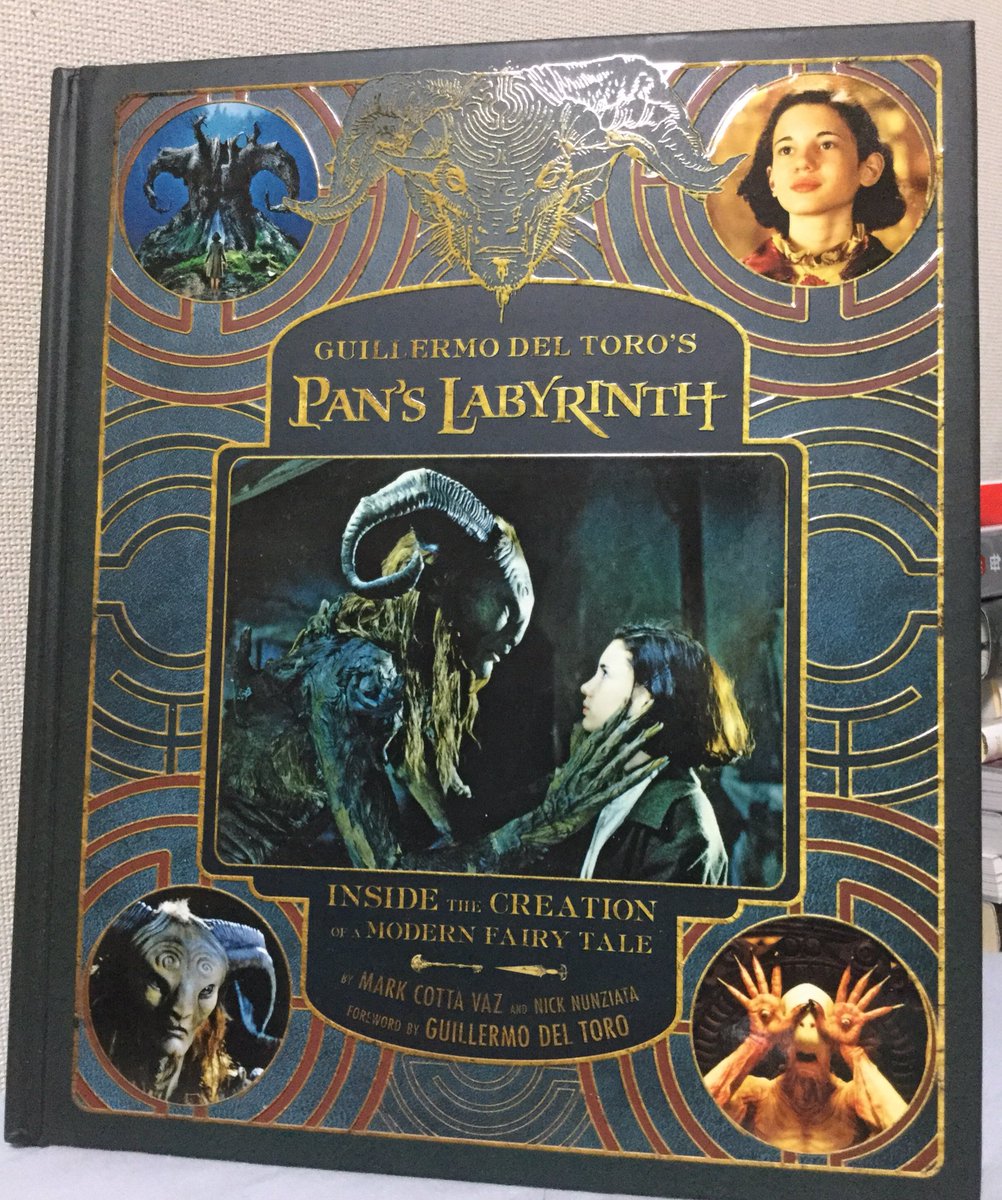 GUILLERMO DEL TORO'S
PAN'S LABYRINTH
INSIDE THE CREATION
OF A MODERN FAIRY TALE
BY MARK COTTA VAZ AND NICK NUNZIATA
FOREWORD BY GUILLERMO DEL TORO